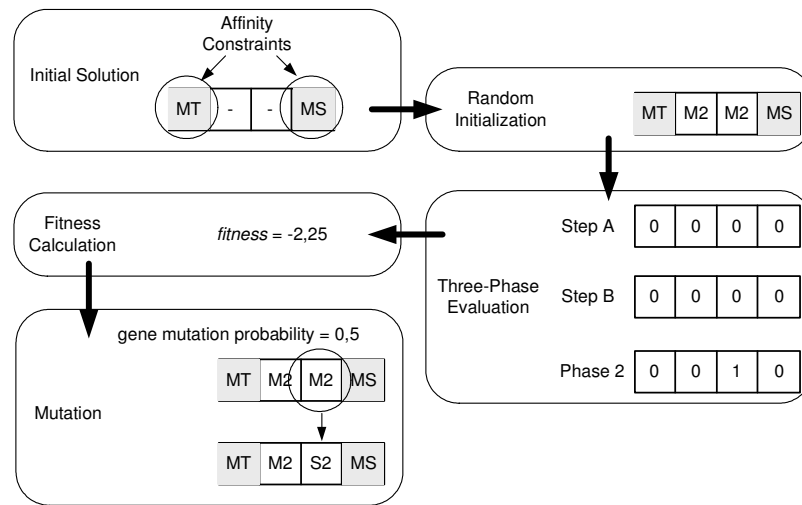 Affinity
Constraints
Initial Solution
MT - - MS
Random
Initialization
MT M2 M2 MS
Step A 0 0 0 0
Three-Phase
Evaluation
Step B 0 0 0 0
Phase 2 0 0 1 0
Fitness
Calculation
fitness = -2,25
gene mutation probability = 0,5
MT M2 M2 MS
Mutation
MT M2 S2 MS